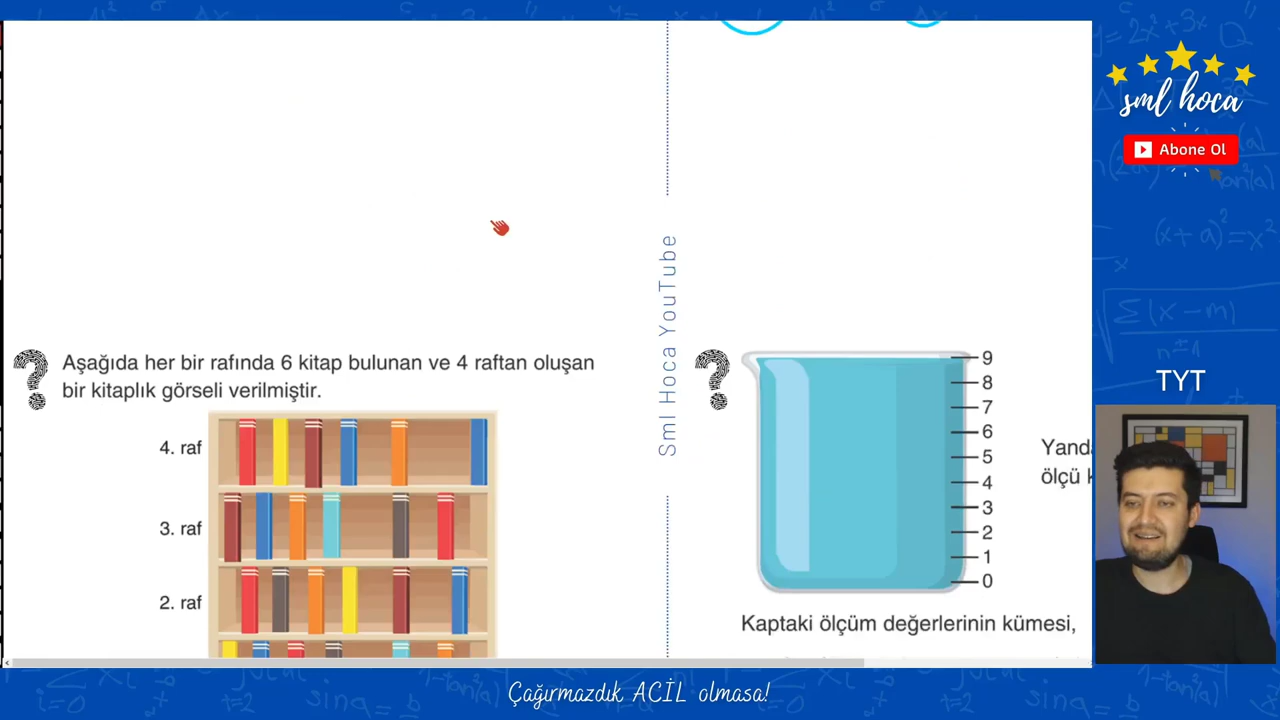 Aşağıda her bir rafında 6 kitap bulunan ve 4 raftan oluşan
bir kitaplık görseli verilmiştir.
4. raf
3. raf
2. raf
Sml Hoca YouTube
9
8
7
6
5
4
3
2
1
0
Yand
ölçü k
Kaptaki ölçüm değerlerinin kümesi,
sml hoca
Abone Ol
TYT
Çağırmazdık ACİL olmasa!